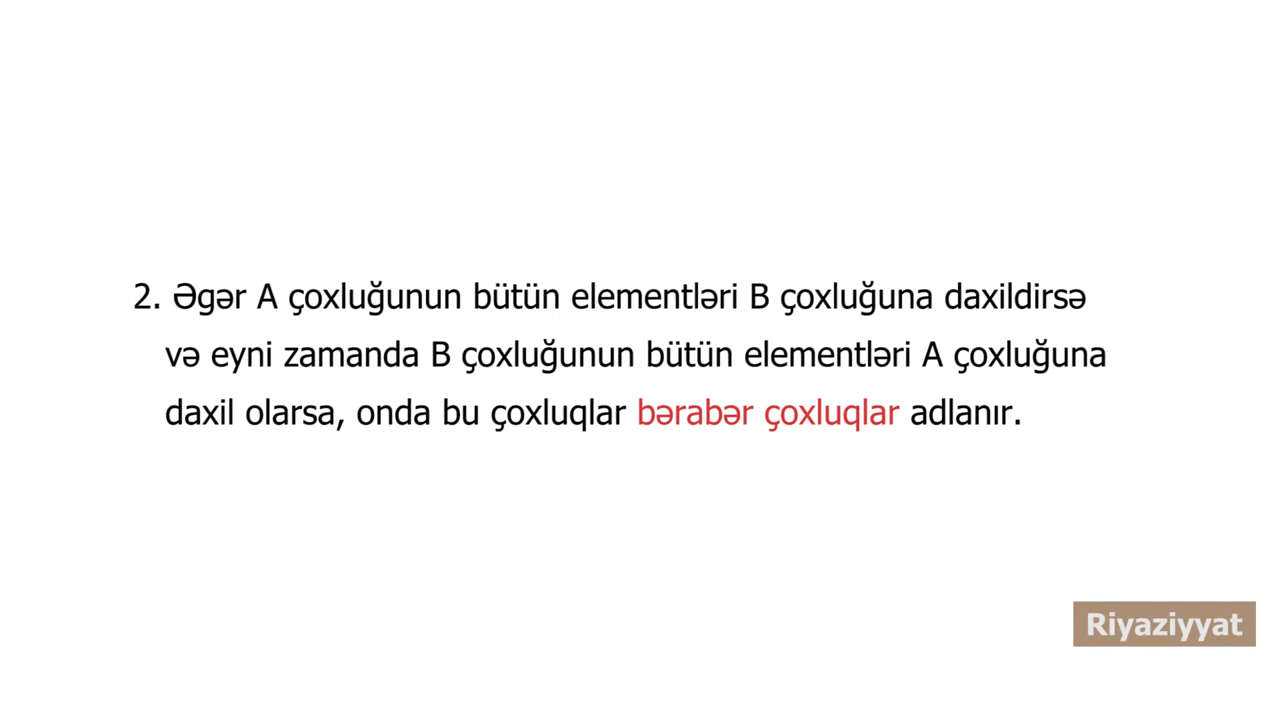 2. Əgər A çoxluğunun bütün elementləri B çoxluğuna daxildirsə
və eyni zamanda B çoxluğunun bütün elementləri A çoxluğuna
daxil olarsa, onda bu çoxluqlar bərabər çoxluqlar adlanır.
Riyaziyyat